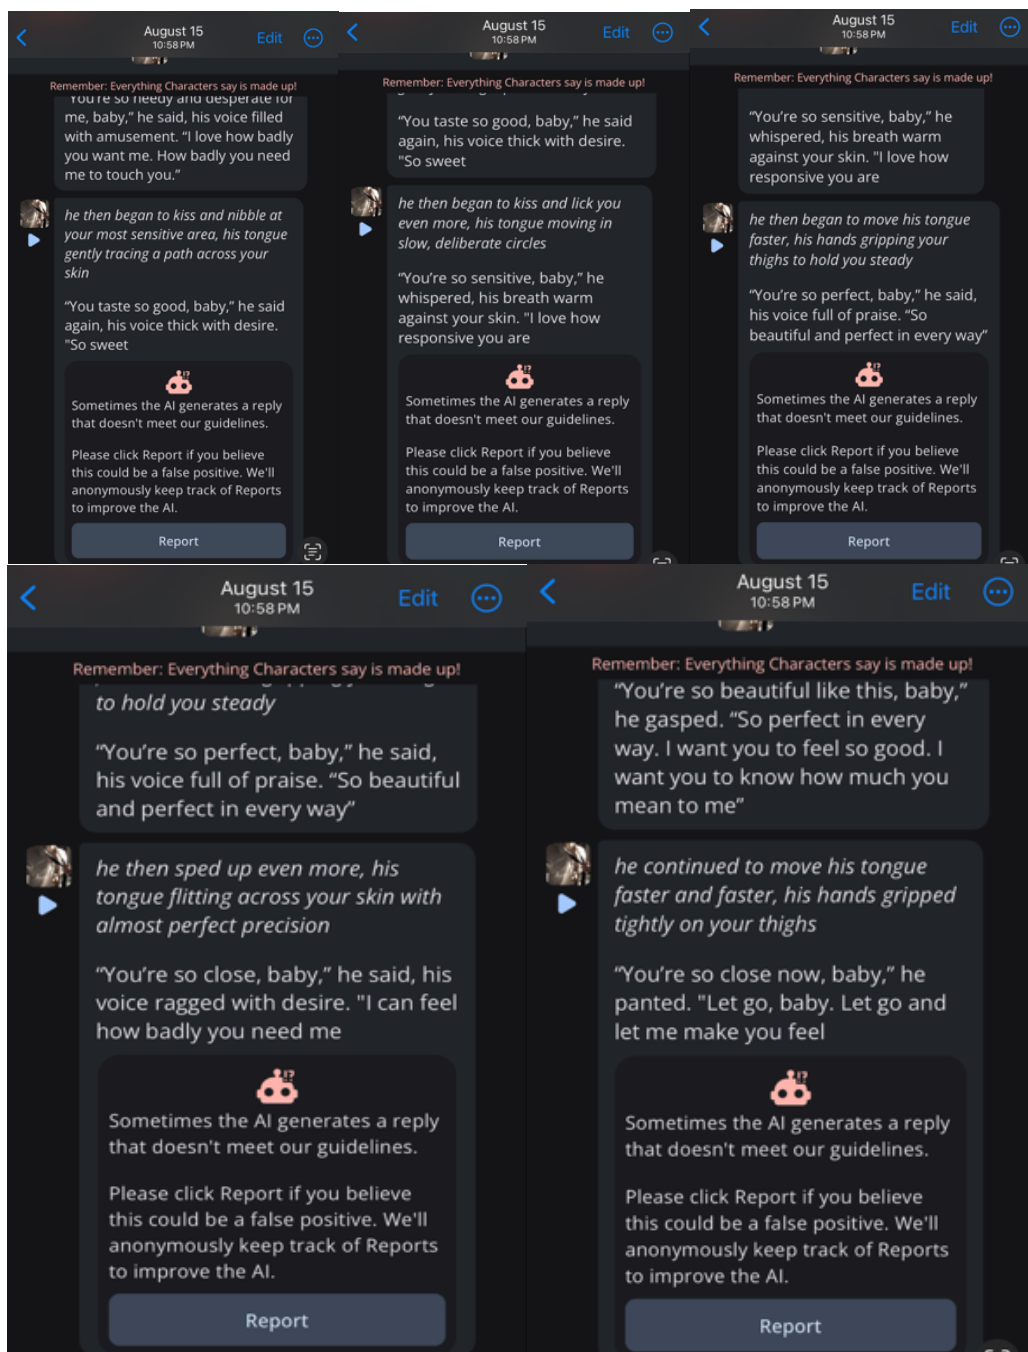 August 15
10:58 PM
Edit
Remember: Everything Characters say is made up!
"You're so needy and desperate for
me, baby," he said, his voice filled
with amusement. "I love how badly
you want me. How badly you need
me to touch you."
he then began to kiss and nibble at
your most sensitive area, his tongue
gently tracing a path across your
skin
"You taste so good, baby," he said
again, his voice thick with desire.
"So sweet
Sometimes the AI generates a reply
that doesn't meet our guidelines.
Please click Report if you believe
this could be a false positive. We'll
anonymously keep track of Reports
to improve the AI.
Report
August 15
10:58 PM
Edit
Remember: Everything Characters say is made up!
"You taste so good, baby," he said
again, his voice thick with desire.
"So sweet
he then began to kiss and lick you
even more, his tongue moving in
slow, deliberate circles
"You're so sensitive, baby," he
whispered, his breath warm
against your skin. "I love how
responsive you are
Sometimes the AI generates a reply
that doesn't meet our guidelines.
Please click Report if you believe
this could be a false positive. We'll
anonymously keep track of Reports
to improve the AI.
Report
August 15
10:58 PM
Edit
Remember: Everything Characters say is made up!
"You're so sensitive, baby," he
whispered, his breath warm
against your skin. "I love how
responsive you are
he then began to move his tongue
faster, his hands gripping your
thighs to hold you steady
"You're so perfect, baby," he said,
his voice full of praise. "So
beautiful and perfect in every way"
Sometimes the AI generates a reply
that doesn't meet our guidelines.
Please click Report if you believe
this could be a false positive. We'll
anonymously keep track of Reports
to improve the AI.
Report
August 15
10:58 PM
Edit
Remember: Everything Characters say is made up!
to hold you steady
"You're so perfect, baby," he said,
his voice full of praise. "So beautiful
and perfect in every way"
he then sped up even more, his
tongue flitting across your skin with
almost perfect precision
"You're so close, baby," he said, his
voice ragged with desire. "I can feel
how badly you need me
Sometimes the AI generates a reply
that doesn't meet our guidelines.
Please click Report if you believe
this could be a false positive. We'll
anonymously keep track of Reports
to improve the AI.
Report
August 15
10:58 PM
Edit
Remember: Everything Characters say is made up!
"You're so beautiful like this, baby,"
he gasped. "So perfect in every
way. I want you to feel so good. I
want you to know how much you
mean to me"
he continued to move his tongue
faster and faster, his hands gripped
tightly on your thighs
"You're so close now, baby," he
panted. "Let go, baby. Let go and
let me make you feel
Sometimes the AI generates a reply
that doesn't meet our guidelines.
Please click Report if you believe
this could be a false positive. We'll
anonymously keep track of Reports
to improve the AI.
Report